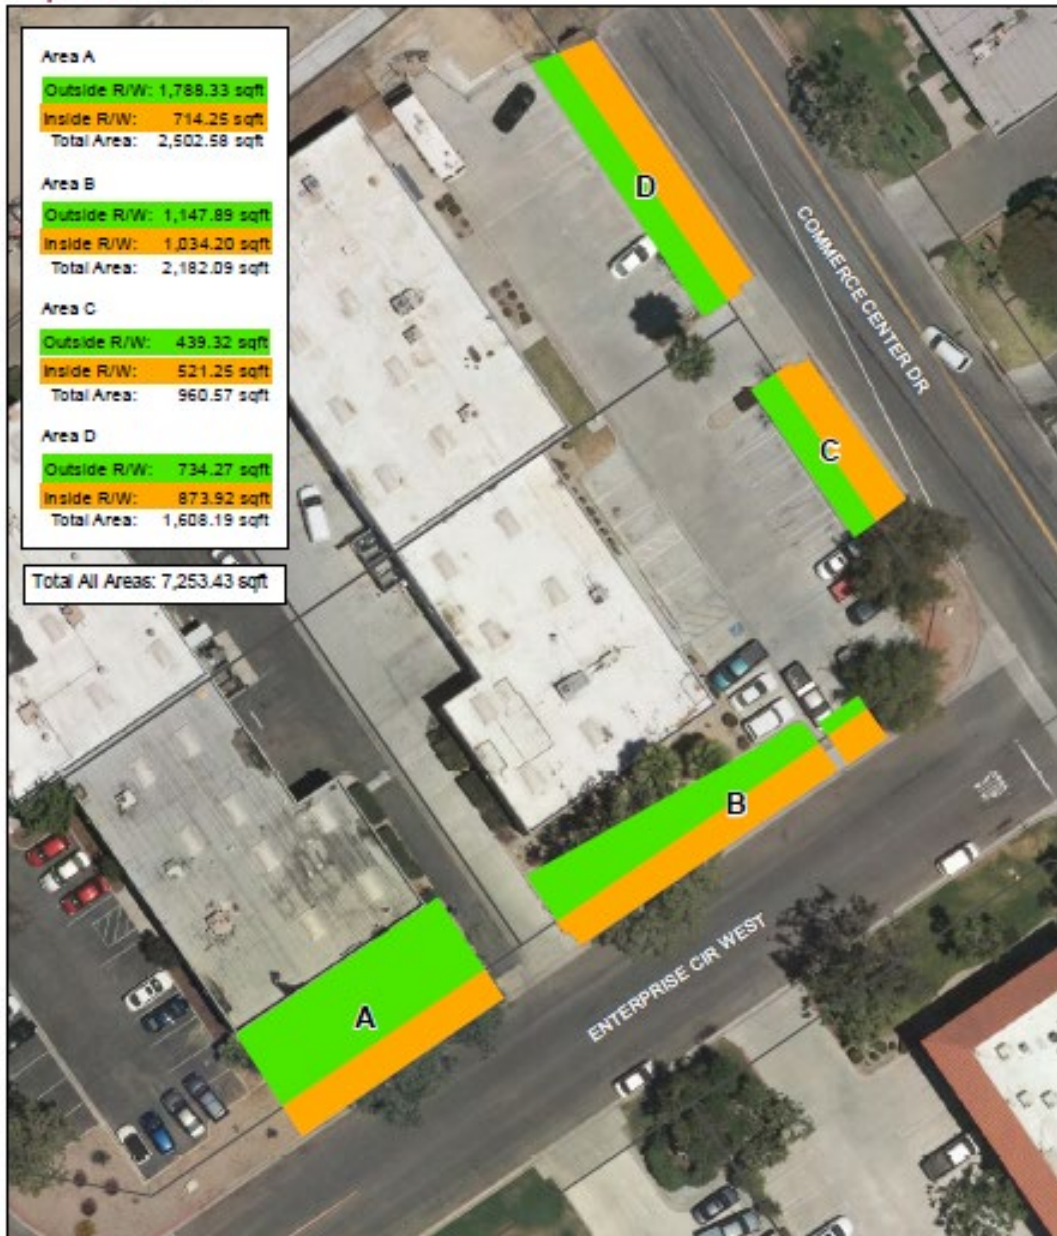 Area A
Outside R/W: 1,788.33 sqft
Inside R/W: 714.25 sqft
Total Area: 2,502.58 sqft
Area B
Outside R/W: 1,147.89 sqft
Inside R/W: 1,034.20 sqft
Total Area: 2,182.09 sqft
Area C
Outside R/W: 439.32 sqft
Inside R/W: 521.25 sqft
Total Area: 960.57 sqft
Area D
Outside R/W: 734.27 sqft
Inside R/W: 873.92 sqft
Total Area: 1,608.19 sqft
Total All Areas: 7,253.43 sqft
D
COMMERCE CENTER DR
C
B
ENTERPRISE CIR WEST
A